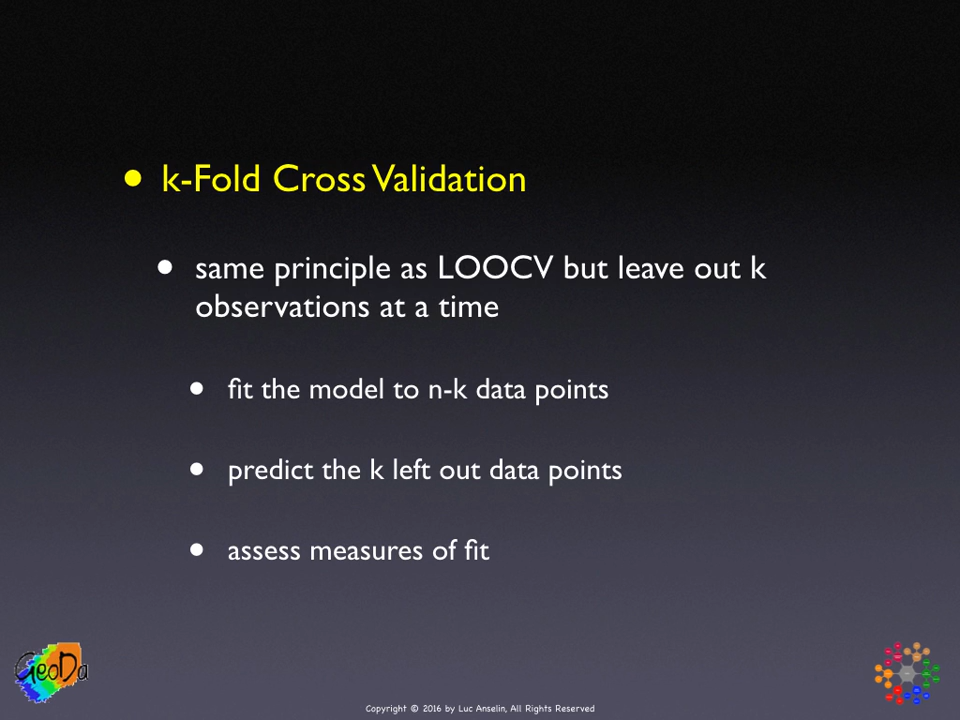 k-Fold Cross Validation
same principle as LOOCV but leave out k
observations at a time
fit the model to n-k data points
predict the k left out data points
assess measures of fit
GeoDa
Copyright © 2016 by Luc Anselin, All Rights Reserved